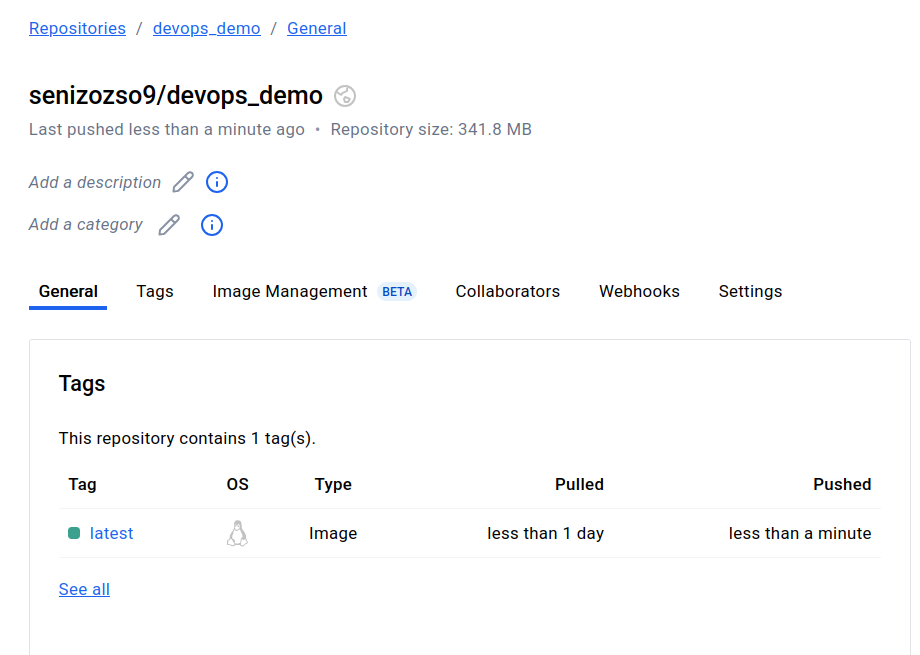 Repositories / devops_demo / General
senizozso9/devops_demo
Last pushed less than a minute ago • Repository size: 341.8 MB
Add a description
Add a category
General Tags Image Management BETA Collaborators Webhooks Settings
Tags
This repository contains 1 tag(s).
Tag OS Type Pulled Pushed
latest Image less than 1 day less than a minute
See all